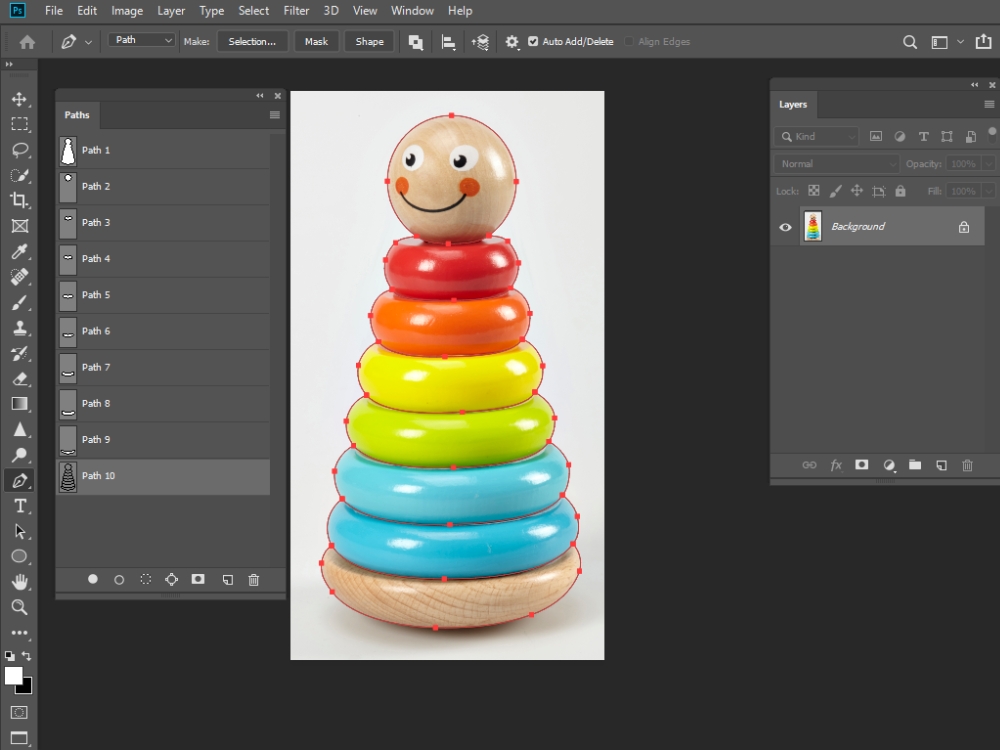 Ps File Edit Image Layer Type Select Filter 3D View Window Help
Path Make: Selection... Mask Shape Auto Add/Delete Align Edges
Paths
Path 1
Path 2
Path 3
Path 4
Path 5
Path 6
Path 7
Path 8
Path 9
Path 10
Layers
Kind
Normal Opacity: 100%
Lock: Fill: 100%
Background
fx